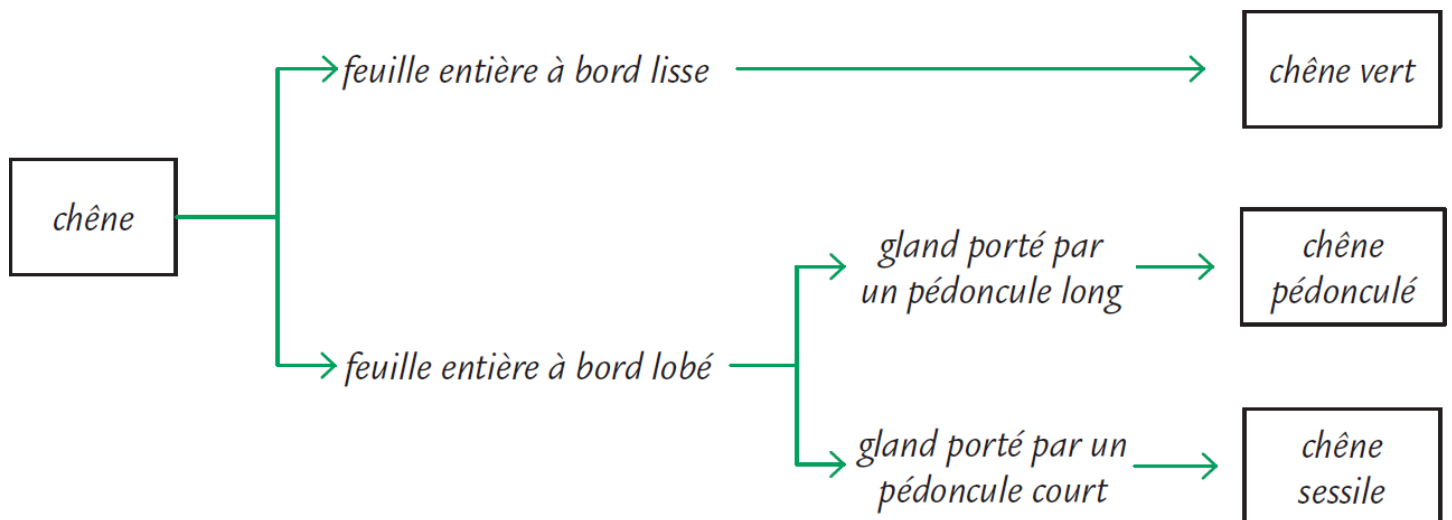 feuille entière à bord lisse
chêne vert
chêne
gland porté par
un pédoncule long
chêne
pédonculé
feuille entière à bord lobé
gland porté par un
pédoncule court
chêne
sessile